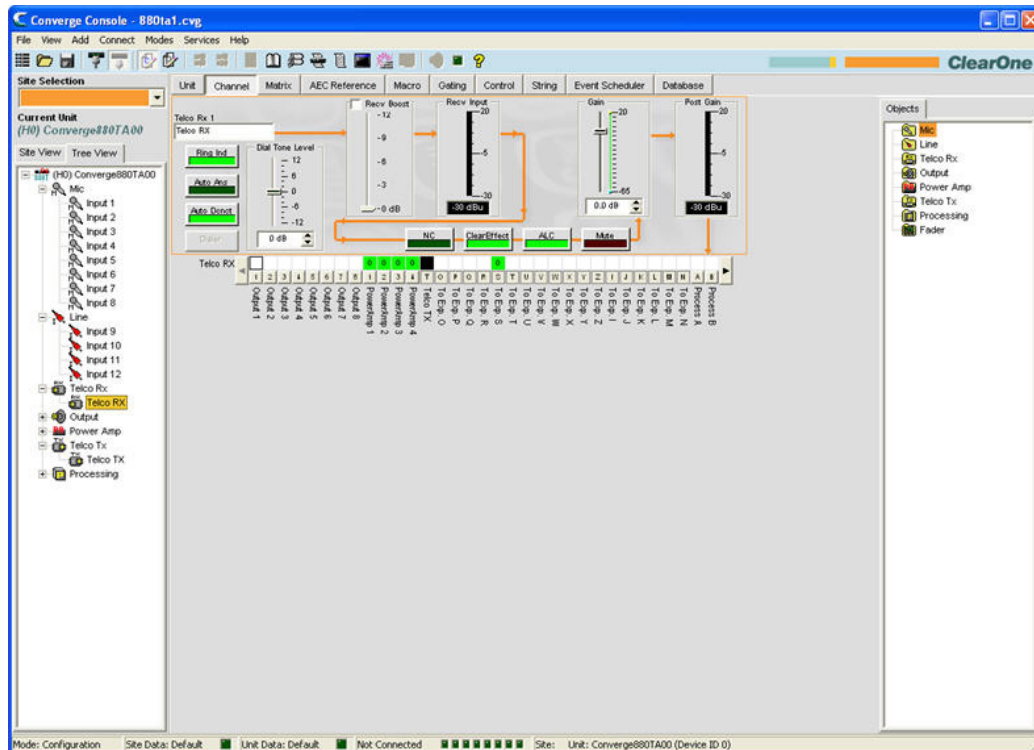 Converge Console - 880ta1.cvg
File View Add Connect Modes Services Help
ClearOne
Site Selection
Current Unit
(H0) Converge880TA00
Site View Tree View
(H0) Converge880TA00
Mic
Input 1
Input 2
Input 3
Input 4
Input 5
Input 6
Input 7
Input 8
Line
Input 9
Input 10
Input 11
Input 12
Telco Rx
Telco RX
Output
Power Amp
Telco Tx
Telco TX
Processing
Unit Channel Matrix AEC Reference Macro Gating Control String Event Scheduler Database
Telco Rx 1
Telco RX
Ring Ind
Auto Ans
Auto Dscnct
Dialer
Dial Tone Level
12
6
0
-6
-12
0 dB
Recv Boost
-12
-9
-6
-3
-0 dB
Recv Input
20
-5
-30
-30 dBu
Gain
20
-65
0.0 dB
Post Gain
20
-5
-30
-30 dBu
NC ClearEffect ALC Mute
Telco RX
0 0 0 0 0
1 2 3 4 5 6 7 8 1 2 3 4 T O P Q R S T U V W X Y Z I J K L M N A B
Output 1
Output 2
Output 3
Output 4
Output 5
Output 6
Output 7
Output 8
PowerAmp 1
PowerAmp 2
PowerAmp 3
PowerAmp 4
Telco TX
To Exp. O
To Exp. P
To Exp. Q
To Exp. R
To Exp. S
To Exp. T
To Exp. U
To Exp. V
To Exp. W
To Exp. X
To Exp. Y
To Exp. Z
To Exp. I
To Exp. J
To Exp. K
To Exp. L
To Exp. M
To Exp. N
Process A
Process B
Objects
Mic
Line
Telco Rx
Output
Power Amp
Telco Tx
Processing
Fader
Mode: Configuration Site Data: Default Unit Data: Default Not Connected Site: Unit: Converge880TA00 (Device ID 0)